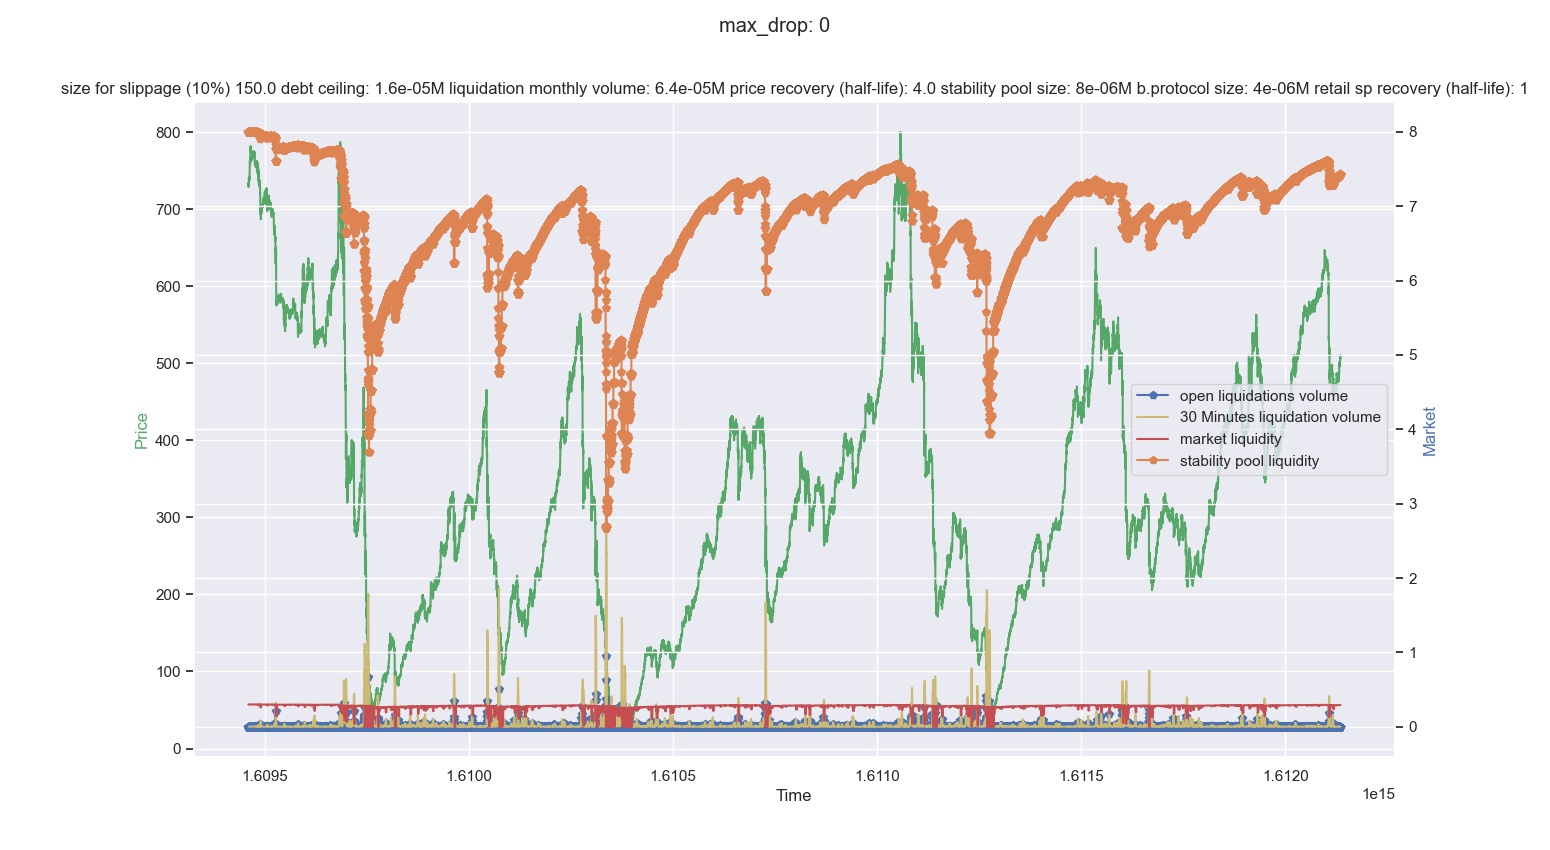 max_drop: 0
size for slippage (10%) 150.0 debt ceiling: 1.6e-05M liquidation monthly volume: 6.4e-05M price recovery (half-life): 4.0 stability pool size: 8e-06M b.protocol size: 4e-06M retail sp recovery (half-life): 1
800
700
600
500
400
300
200
100
0
Price
8
7
6
5
4
3
2
1
0
Market
open liquidations volume
30 Minutes liquidation volume
market liquidity
stability pool liquidity
1.6095 1.6100 1.6105 1.6110 1.6115 1.6120
Time
1e15